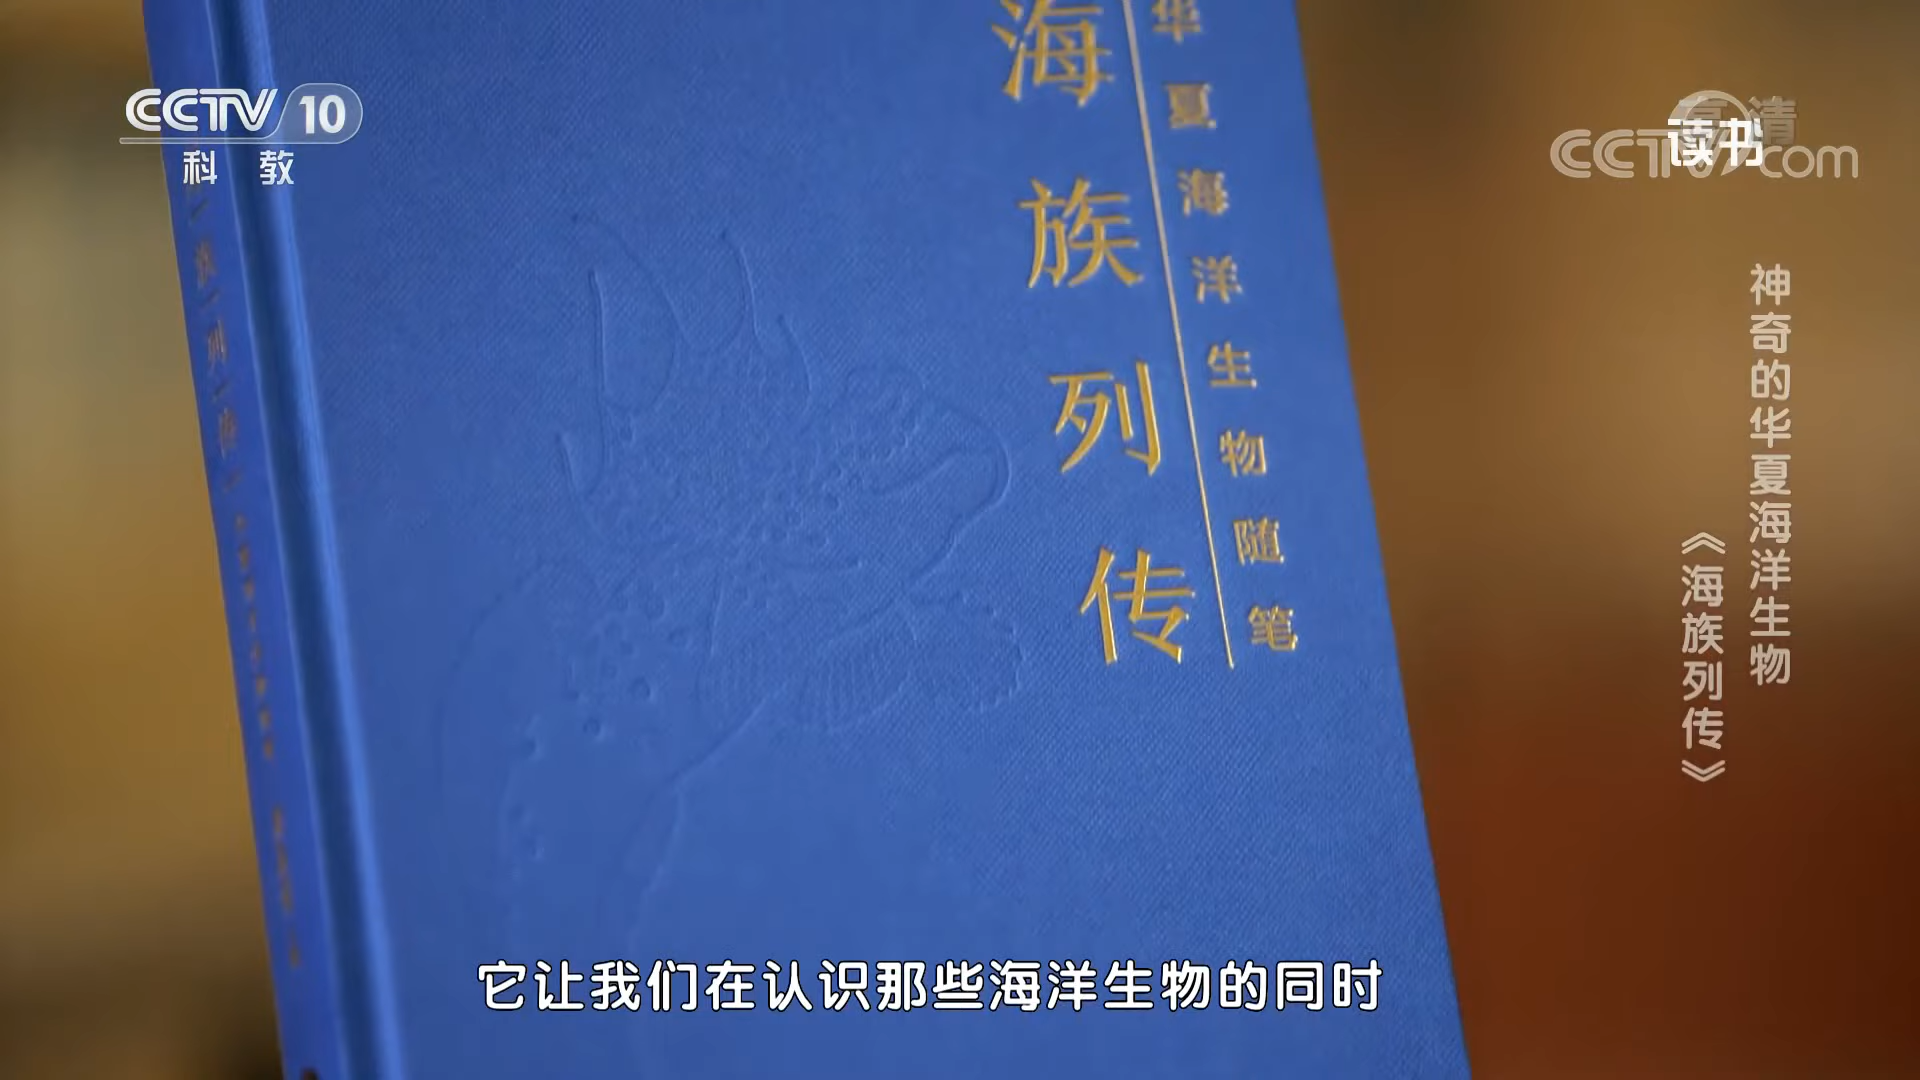 CCTV 10
科 教
高清
CCTV.com
读书
海族列传
华夏海洋生物随笔
神奇的华夏海洋生物
《海族列传》
它让我们在认识那些海洋生物的同时